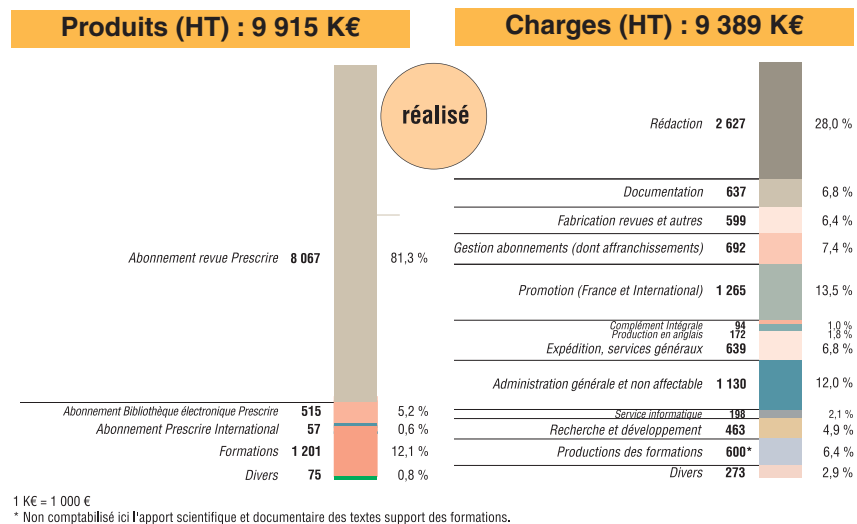 Produits (HT) : 9 915 K€
Charges (HT) : 9 389 K€
réalisé
Abonnement revue Prescrire 8 067 81,3 %
Abonnement Bibliothèque électronique Prescrire 515 5,2 %
Abonnement Prescrire International 57 0,6 %
Formations 1 201 12,1 %
Divers 75 0,8 %
Rédaction 2 627 28,0 %
Documentation 637 6,8 %
Fabrication revues et autres 599 6,4 %
Gestion abonnements (dont affranchissements) 692 7,4 %
Promotion (France et International) 1 265 13,5 %
Complément Intégrale 94 1,0 %
Production en anglais 172 1,8 %
Expédition, services généraux 639 6,8 %
Administration générale et non affectable 1 130 12,0 %
Service informatique 198 2,1 %
Recherche et développement 463 4,9 %
Productions des formations 600* 6,4 %
Divers 273 2,9 %
1 K€ = 1 000 €
* Non comptabilisé ici l'apport scientifique et documentaire des textes support des formations.